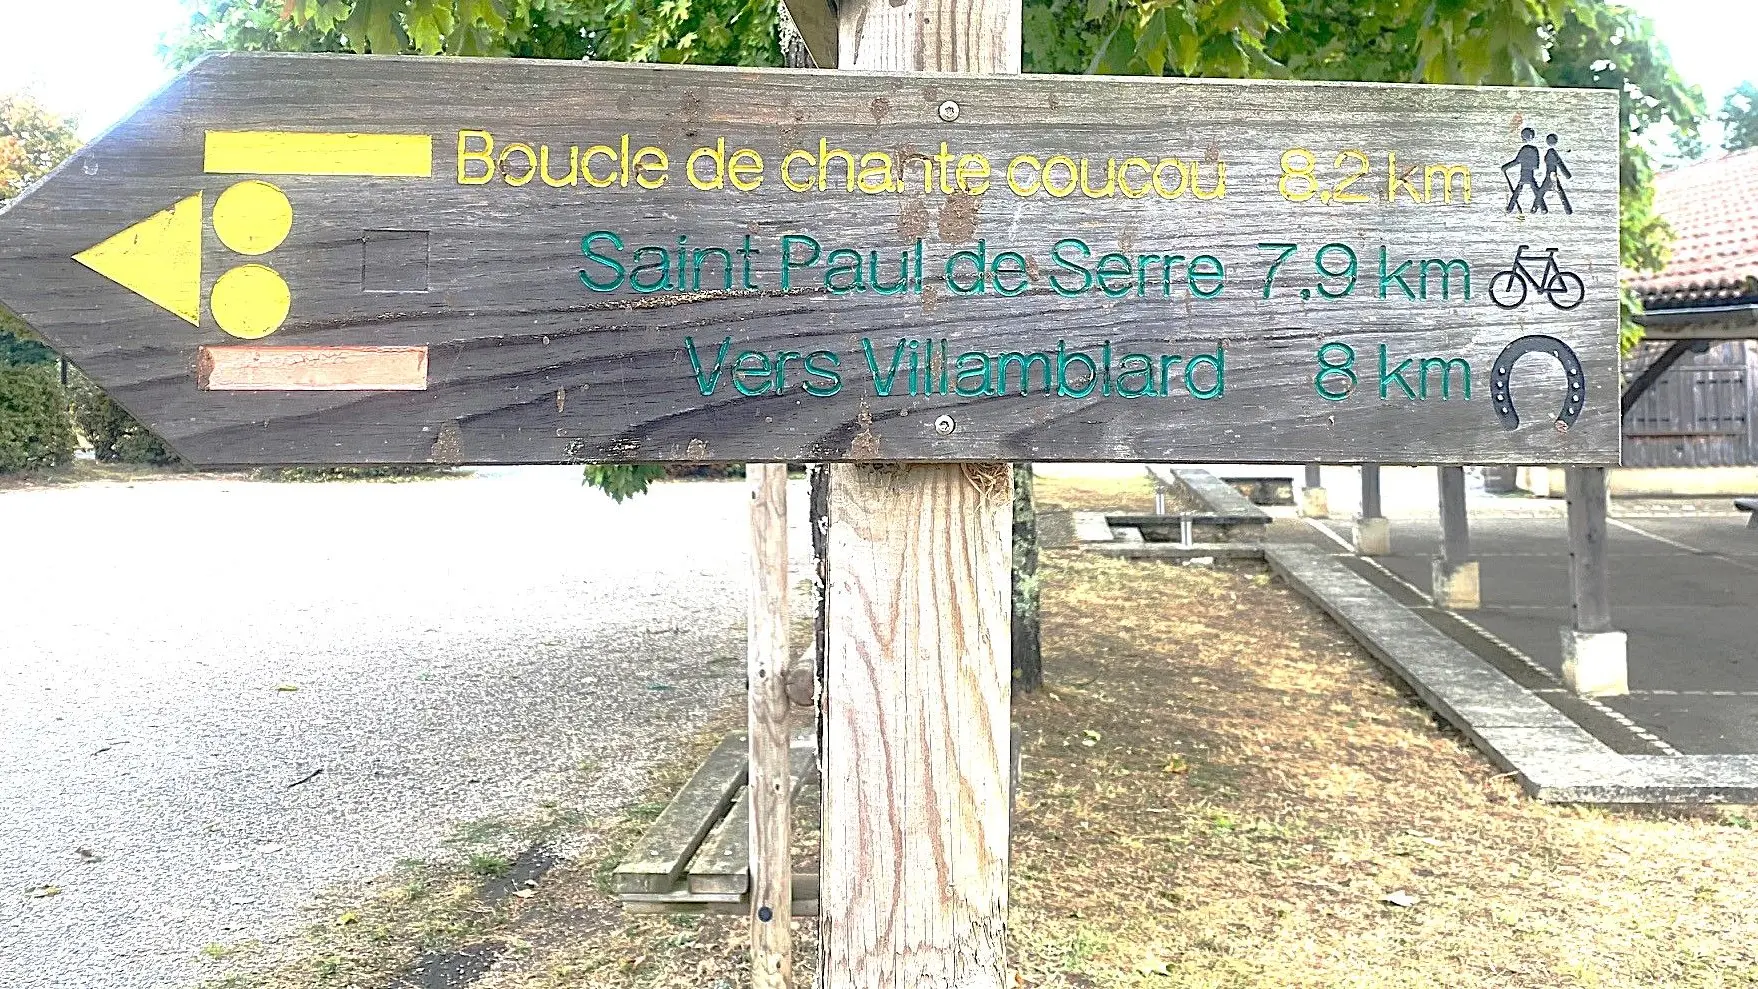 Boucle de chante coucou 8,2 km
Saint Paul de Serre 7,9 km
Vers Villamblard 8 km